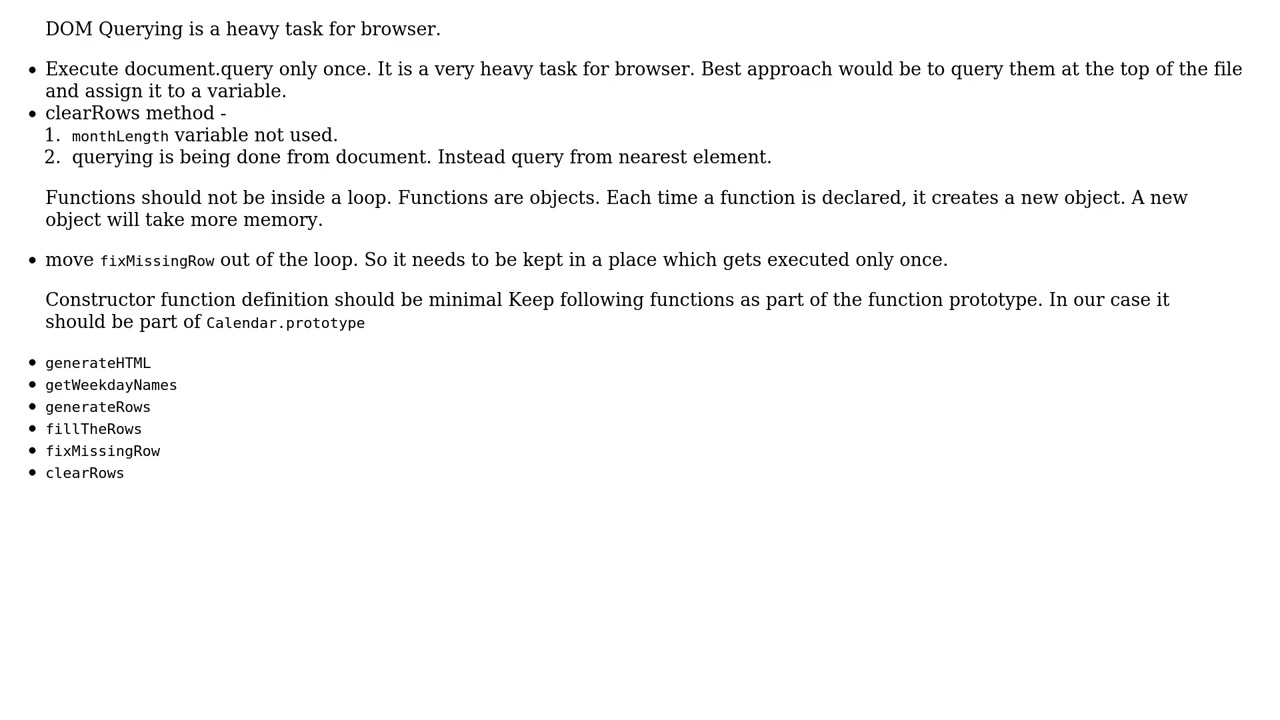 DOM Querying is a heavy task for browser.
• Execute document.query only once. It is a very heavy task for browser. Best approach would be to query them at the top of the file
and assign it to a variable.
• clearRows method -
1. monthLength variable not used.
2. querying is being done from document. Instead query from nearest element.
Functions should not be inside a loop. Functions are objects. Each time a function is declared, it creates a new object. A new
object will take more memory.
• move fixMissingRow out of the loop. So it needs to be kept in a place which gets executed only once.
Constructor function definition should be minimal Keep following functions as part of the function prototype. In our case it
should be part of Calendar.prototype
• generateHTML
• getWeekdayNames
• generateRows
• fillTheRows
• fixMissingRow
• clearRows